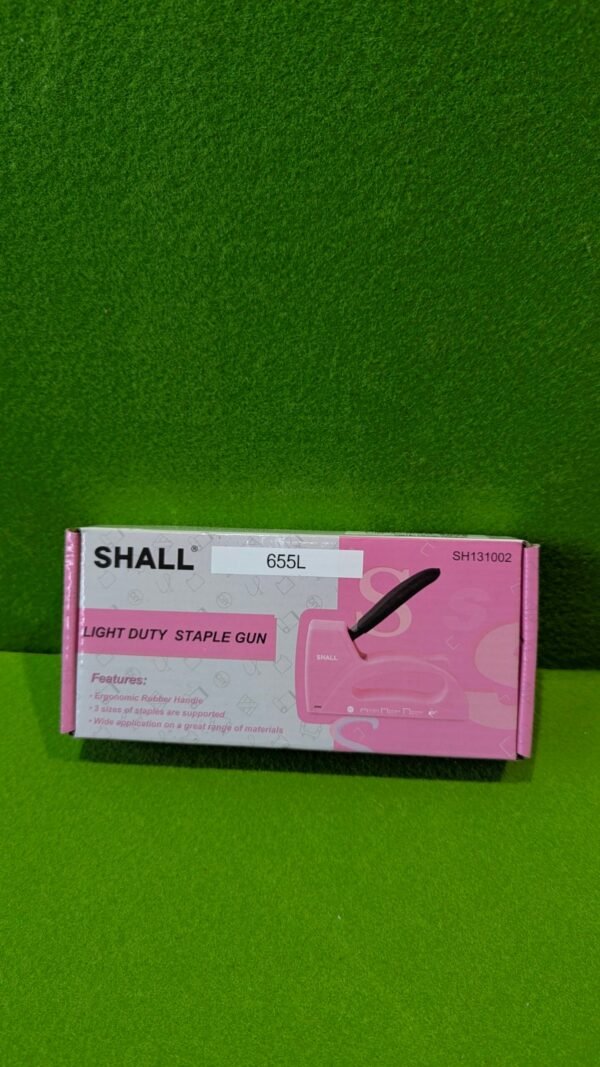 SHALL®
655L
SH131002
LIGHT DUTY STAPLE GUN
Features:
• Ergonomic Rubber Handle
• 3 sizes of staples are supported
• Wide application on a great range of materials
SHALL
S
S
S